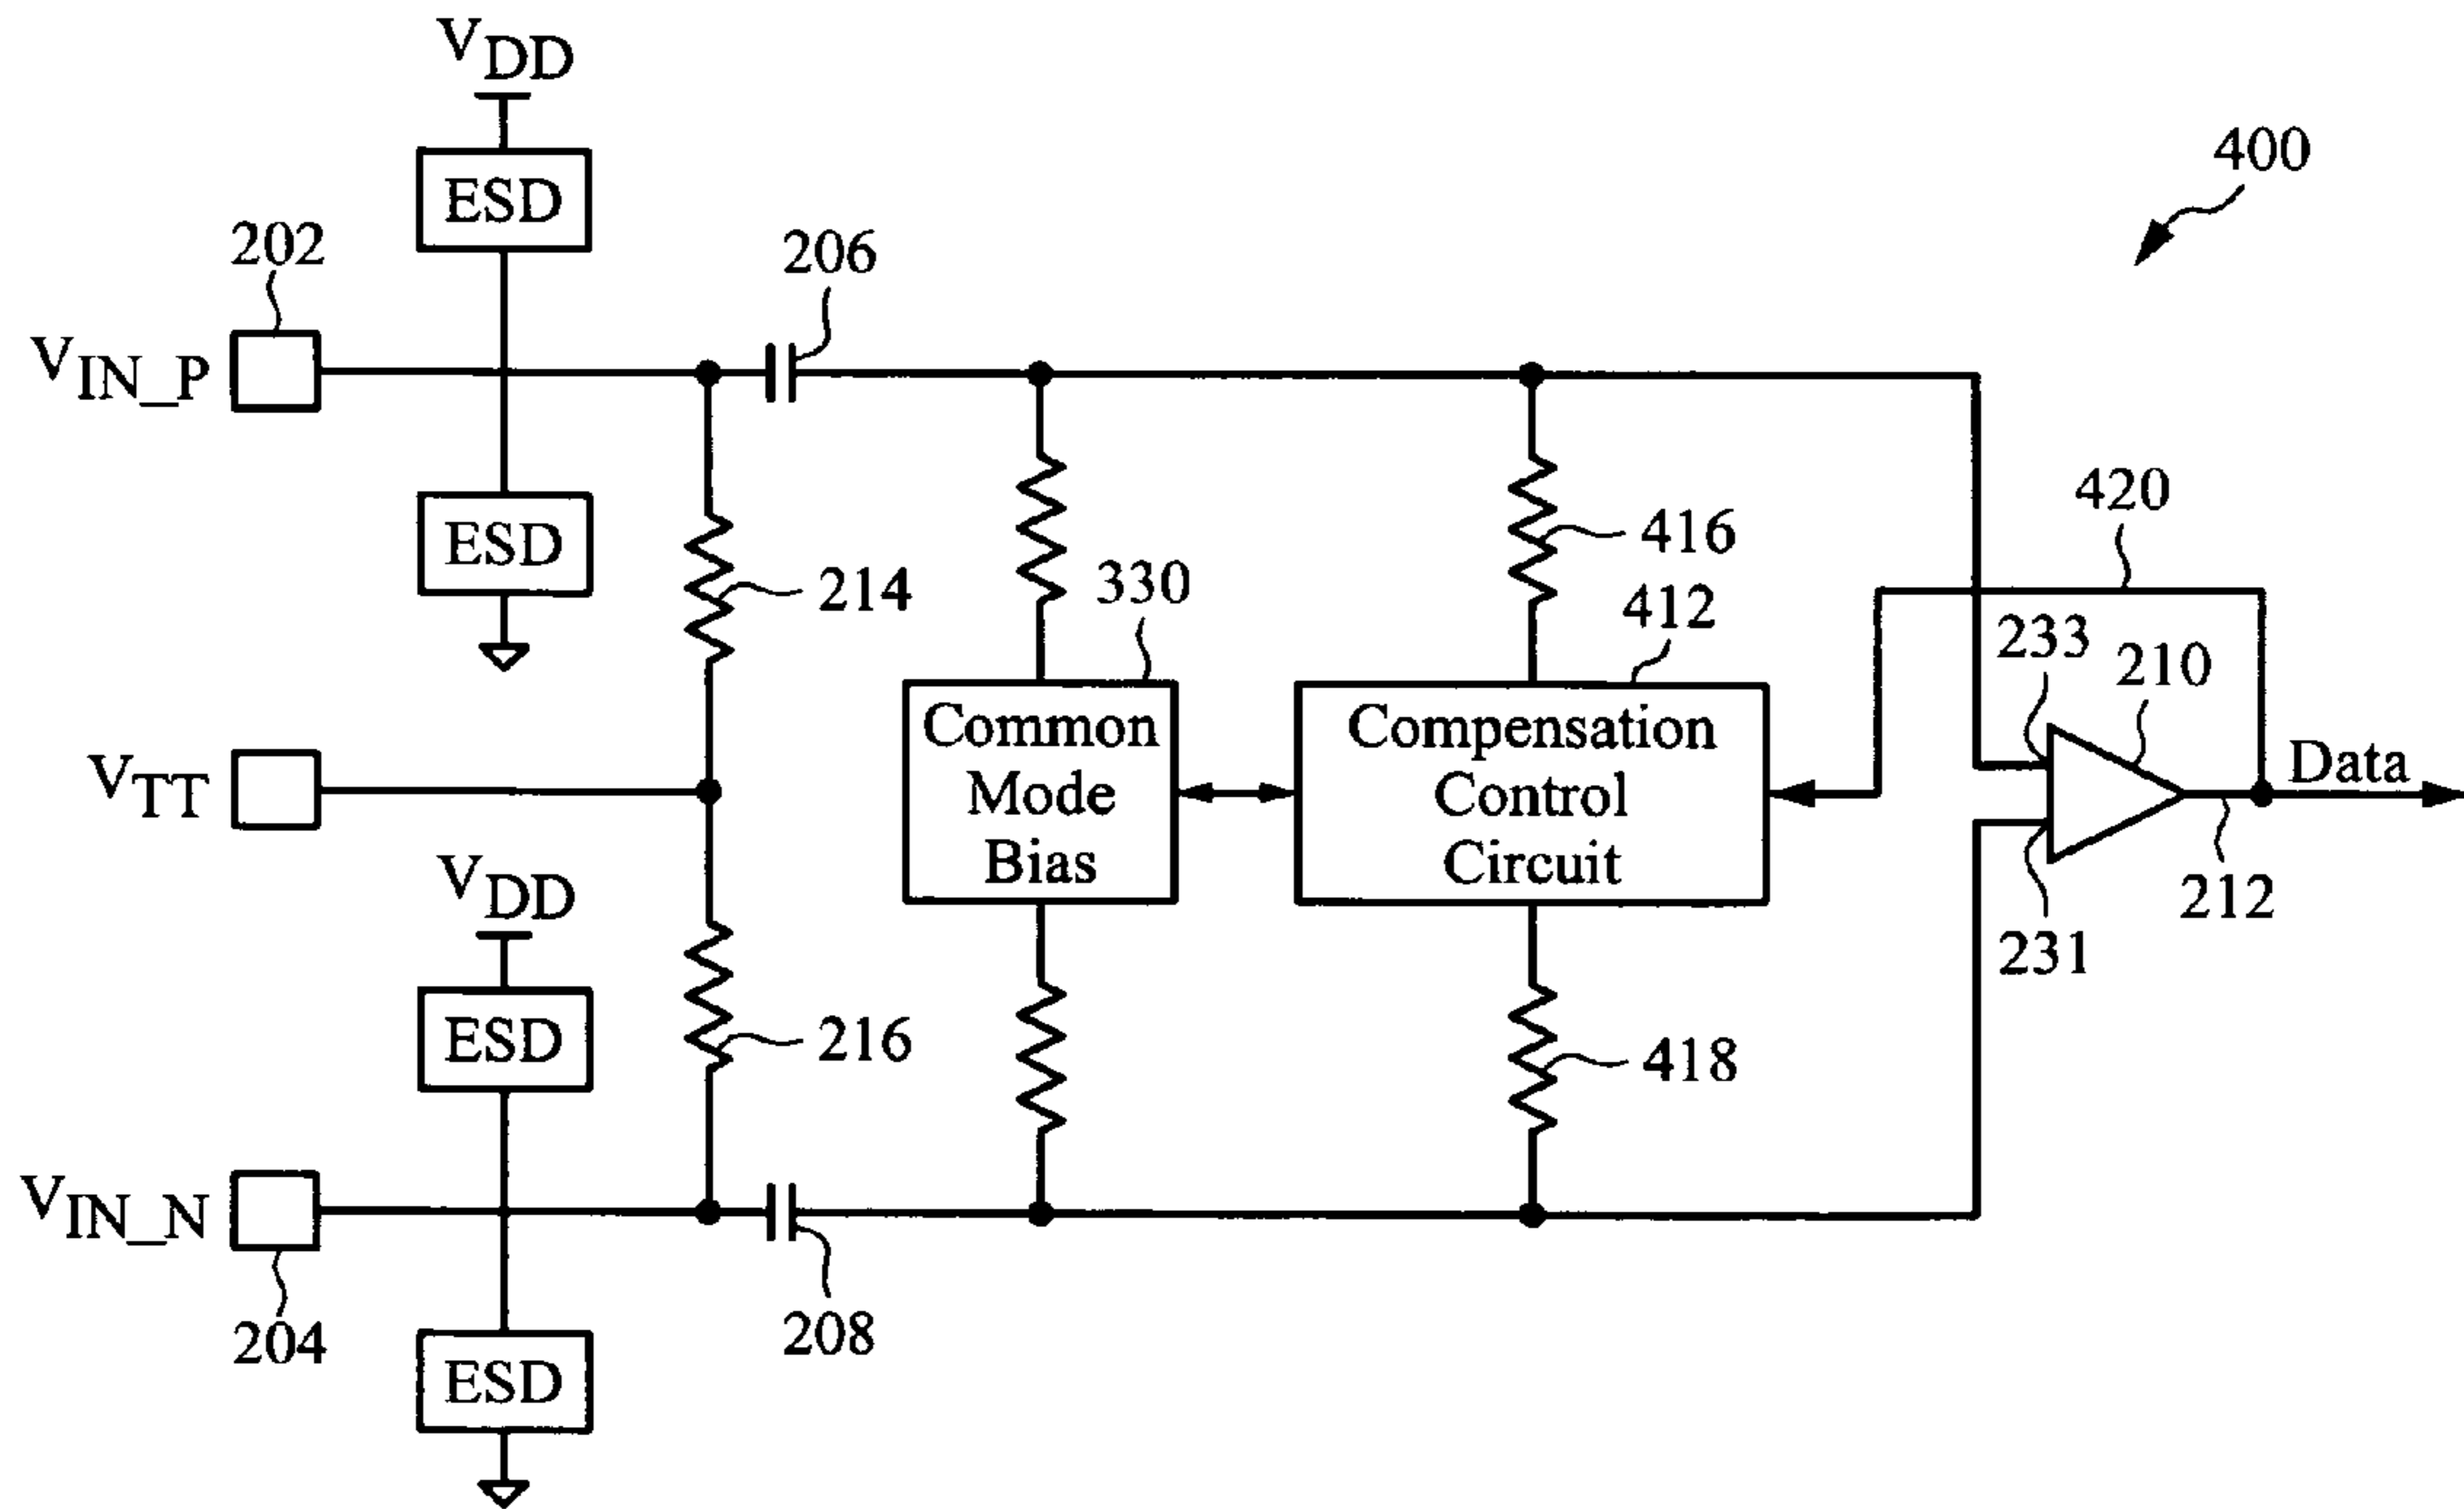 VDD
400
ESD
202
206
VIN_P
420
416
ESD
214
330
412
233
210
VTT
Common
Mode
Bias
Compensation
Control
Circuit
Data
VDD
212
231
ESD
216
418
VIN_N
204
208
ESD